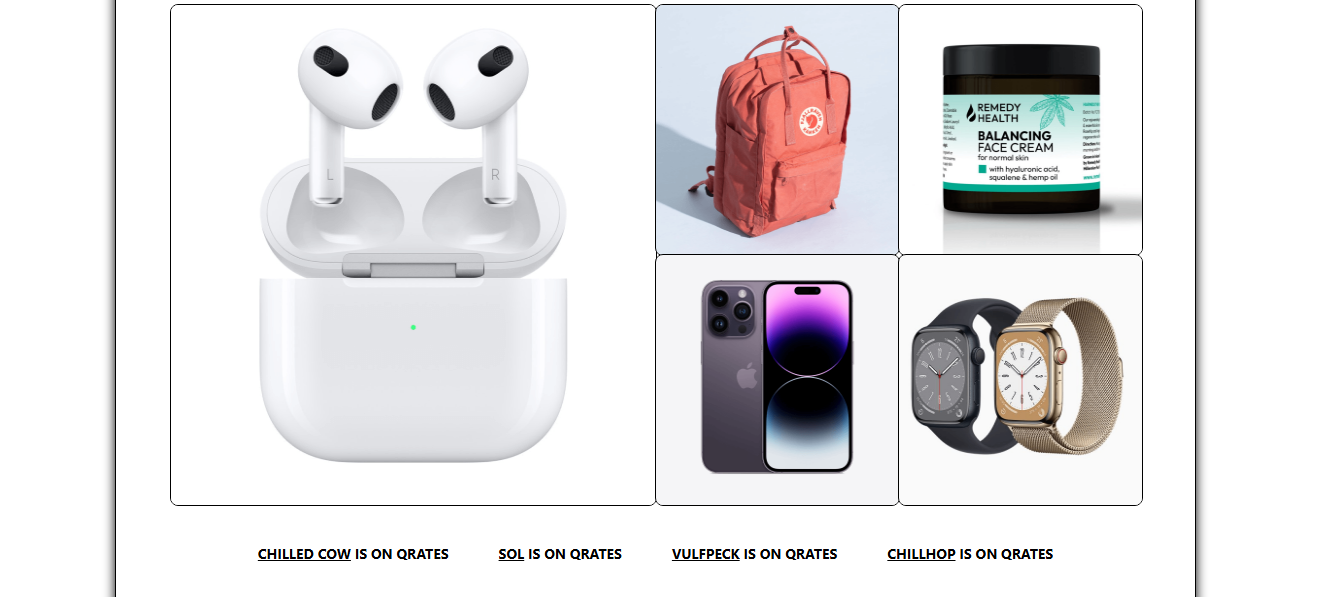 L
R
REMEDY
HEALTH
BALANCING
FACE CREAM
for normal skin
with hyaluronic acid,
squalene & hemp oil
CHILLED COW IS ON QRATES
SOL IS ON QRATES
VULFPECK IS ON QRATES
CHILLHOP IS ON QRATES